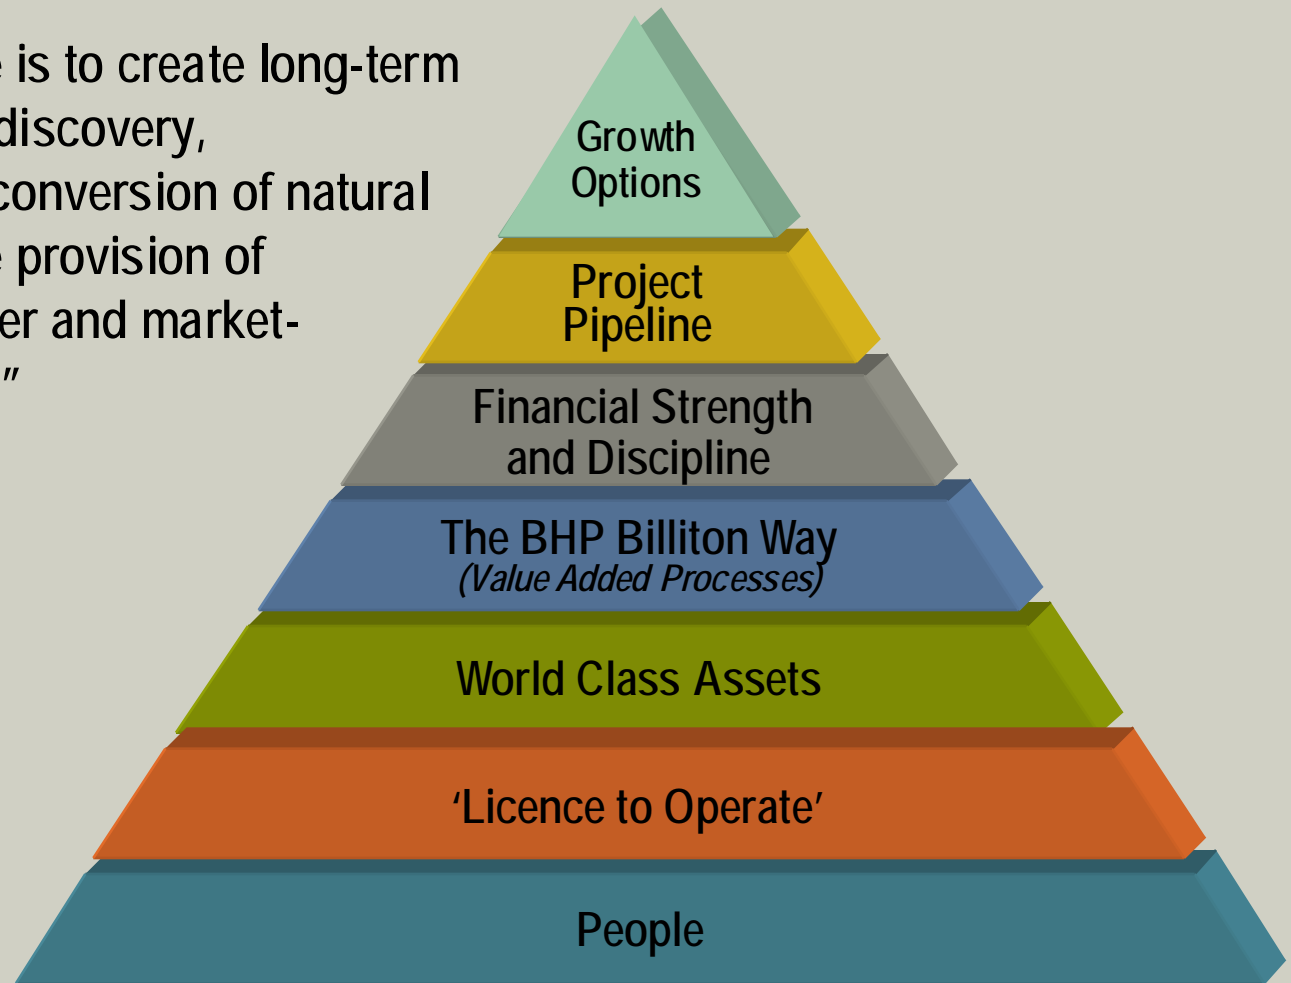 is to create long-term
discovery,
conversion of natural
provision of
er and market-
”
Growth
Options
Project
Pipeline
Financial Strength
and Discipline
The BHP Billiton Way
(Value Added Processes)
World Class Assets
‘Licence to Operate’
People